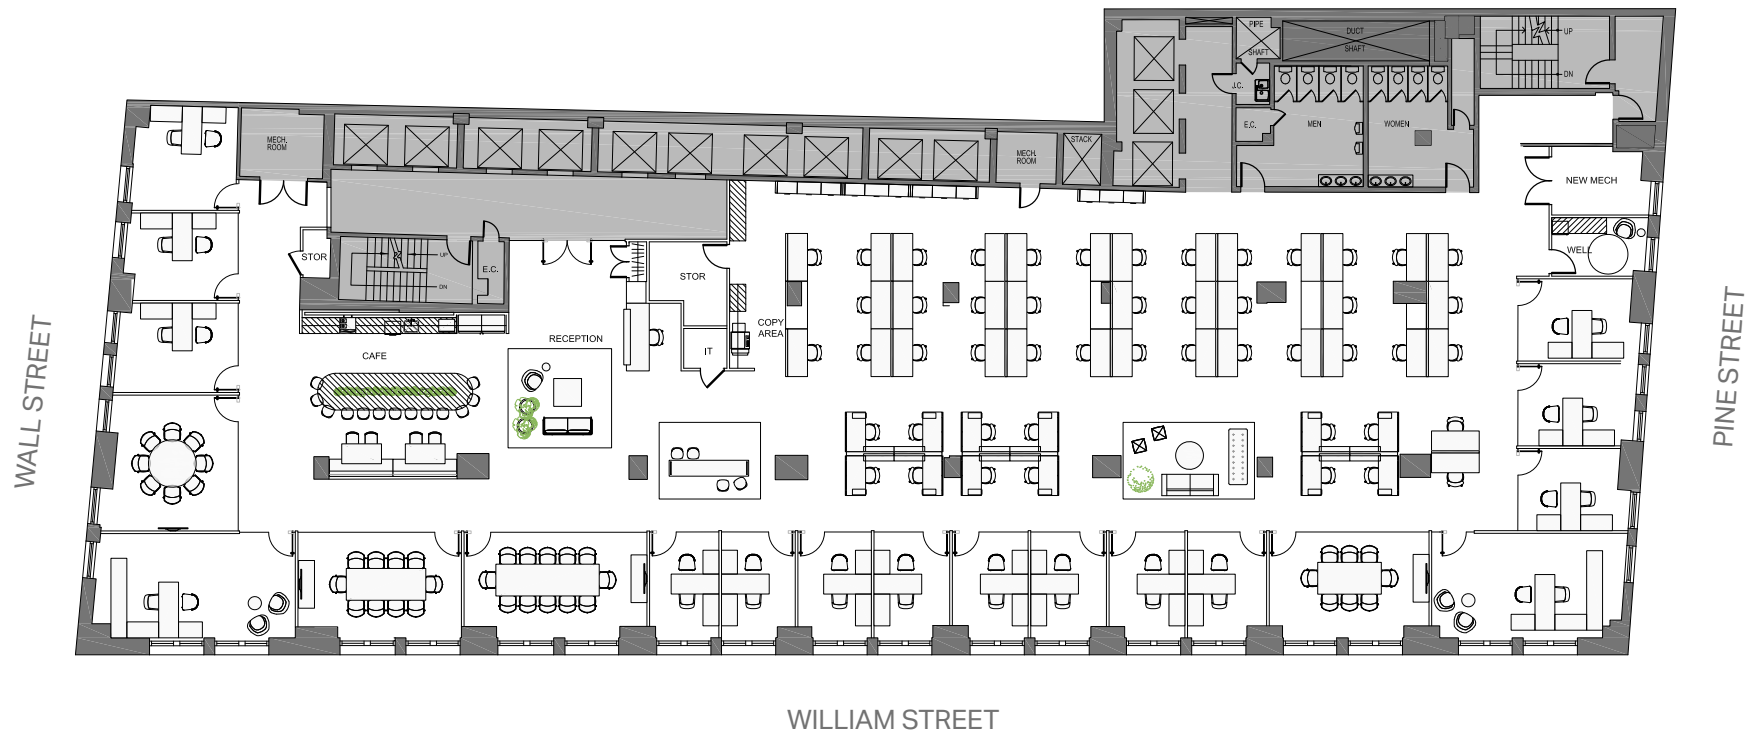 PIPE
SHAFT
DUCT
SHAFT
UP
DN
J.C.
E.C.
MEN
WOMEN
MECH.
ROOM
MECH.
ROOM
STACK
NEW MECH
WELL
STOR
UP
DN
E.C.
STOR
COPY
AREA
IT
RECEPTION
CAFE
WALL STREET
PINE STREET
WILLIAM STREET